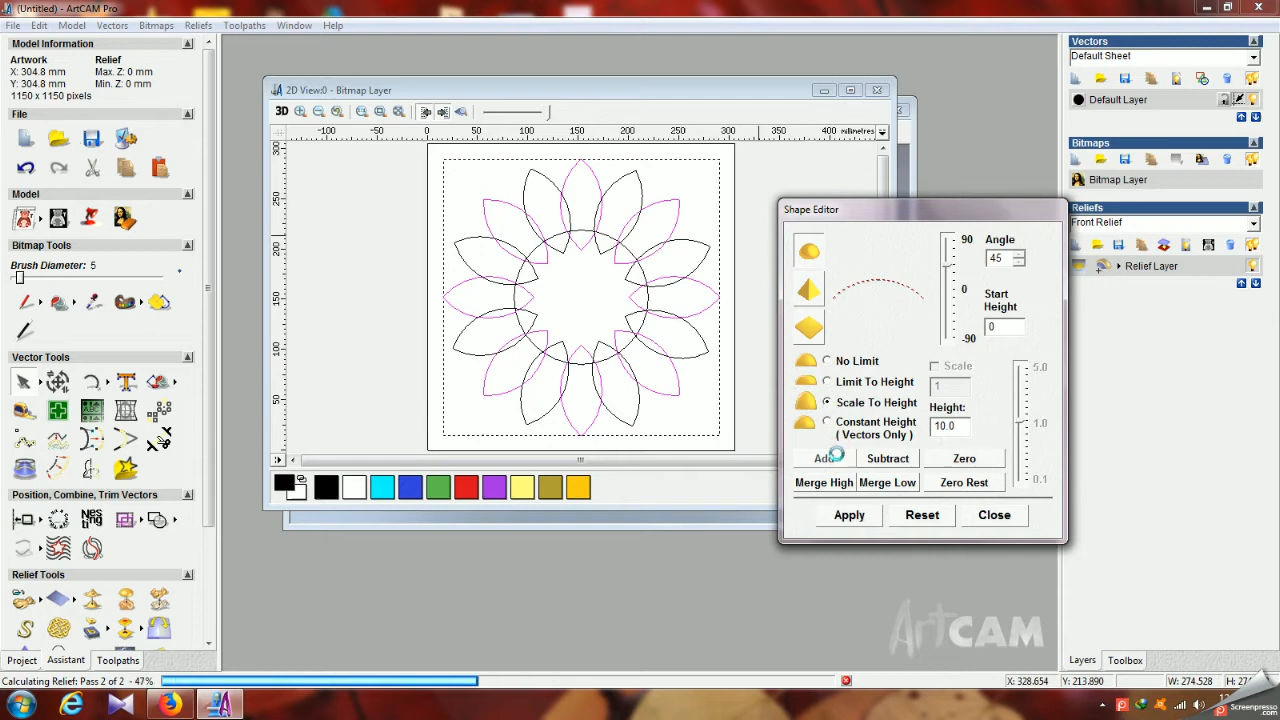 (Untitled) - ArtCAM Pro
File Edit Model Vectors Bitmaps Reliefs Toolpaths Window Help
Model Information
Artwork Relief
X: 304.8 mm Max. Z: 0 mm
Y: 304.8 mm Min. Z: 0 mm
1150 x 1150 pixels
File
Model
Bitmap Tools
Brush Diameter: 5
Vector Tools
Position, Combine, Trim Vectors
Relief Tools
Project Assistant Toolpaths
2D View:0 - Bitmap Layer
3D
-100 -50 0 50 100 150 200 250 300 350 400 millimetres
300
250
200
150
100
50
Shape Editor
90
0
-90
Angle
45
Start
Height
0
No Limit
Limit To Height
Scale To Height
Constant Height
( Vectors Only )
Scale
1
Height:
10.0
5.0
1.0
0.1
Add Subtract Zero
Merge High Merge Low Zero Rest
Apply Reset Close
Vectors
Default Sheet
Default Layer
Bitmaps
Bitmap Layer
Reliefs
Front Relief
Relief Layer
ArtCAM
Layers Toolbox
Calculating Relief: Pass 2 of 2 - 47%
X: 328.654 Y: 213.890 W: 274.528
Screenpresso.com